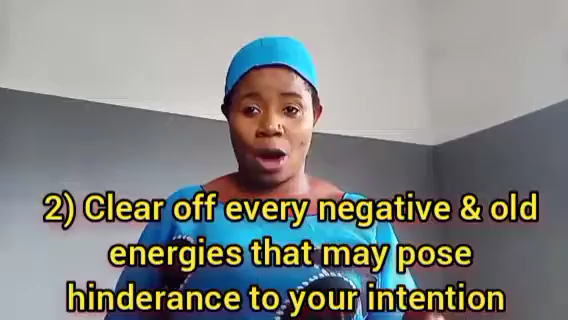 2) Clear off every negative & old
energies that may pose
hinderance to your intention